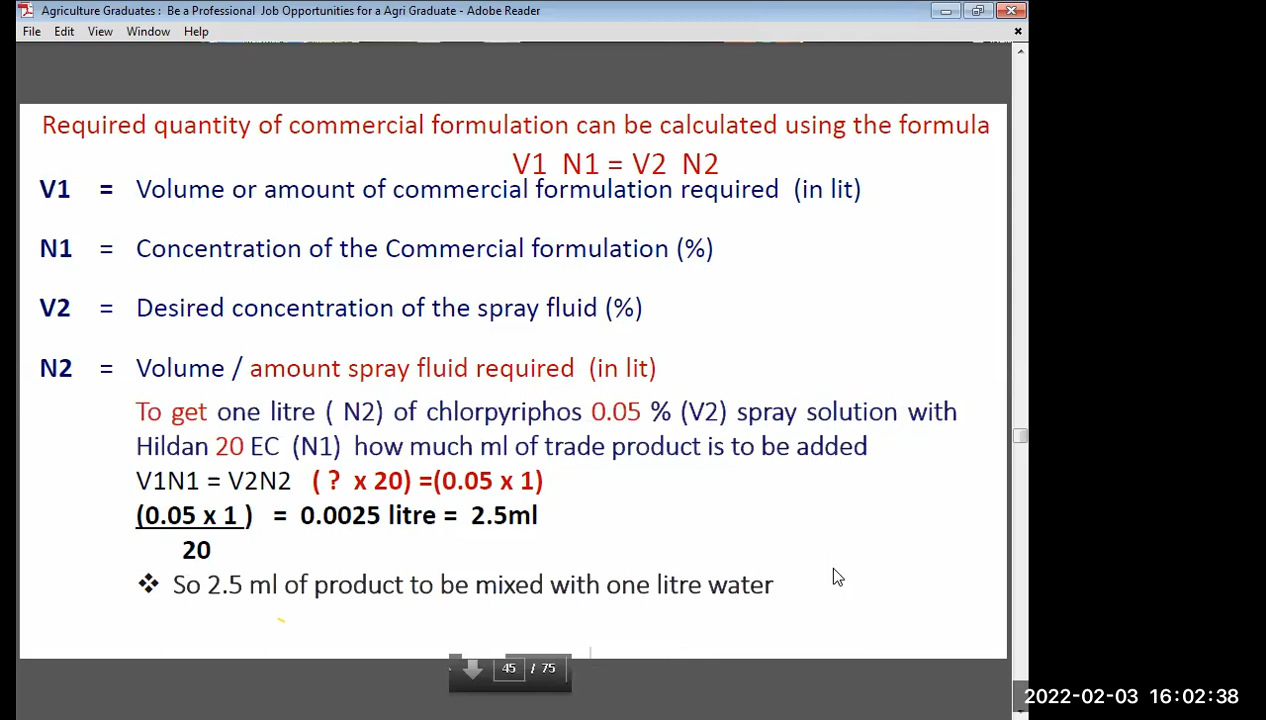 Agriculture Graduates : Be a Professional Job Opportunities for a Agri Graduate - Adobe Reader
File Edit View Window Help
Required quantity of commercial formulation can be calculated using the formula
V1 N1 = V2 N2
V1 = Volume or amount of commercial formulation required (in lit)
N1 = Concentration of the Commercial formulation (%)
V2 = Desired concentration of the spray fluid (%)
N2 = Volume / amount spray fluid required (in lit)
To get one litre ( N2) of chlorpyriphos 0.05 % (V2) spray solution with
Hildan 20 EC (N1) how much ml of trade product is to be added
V1N1 = V2N2 ( ? x 20) =(0.05 x 1)
(0.05 x 1 ) = 0.0025 litre = 2.5ml
20
❖ So 2.5 ml of product to be mixed with one litre water
45 / 75
2022-02-03 16:02:38